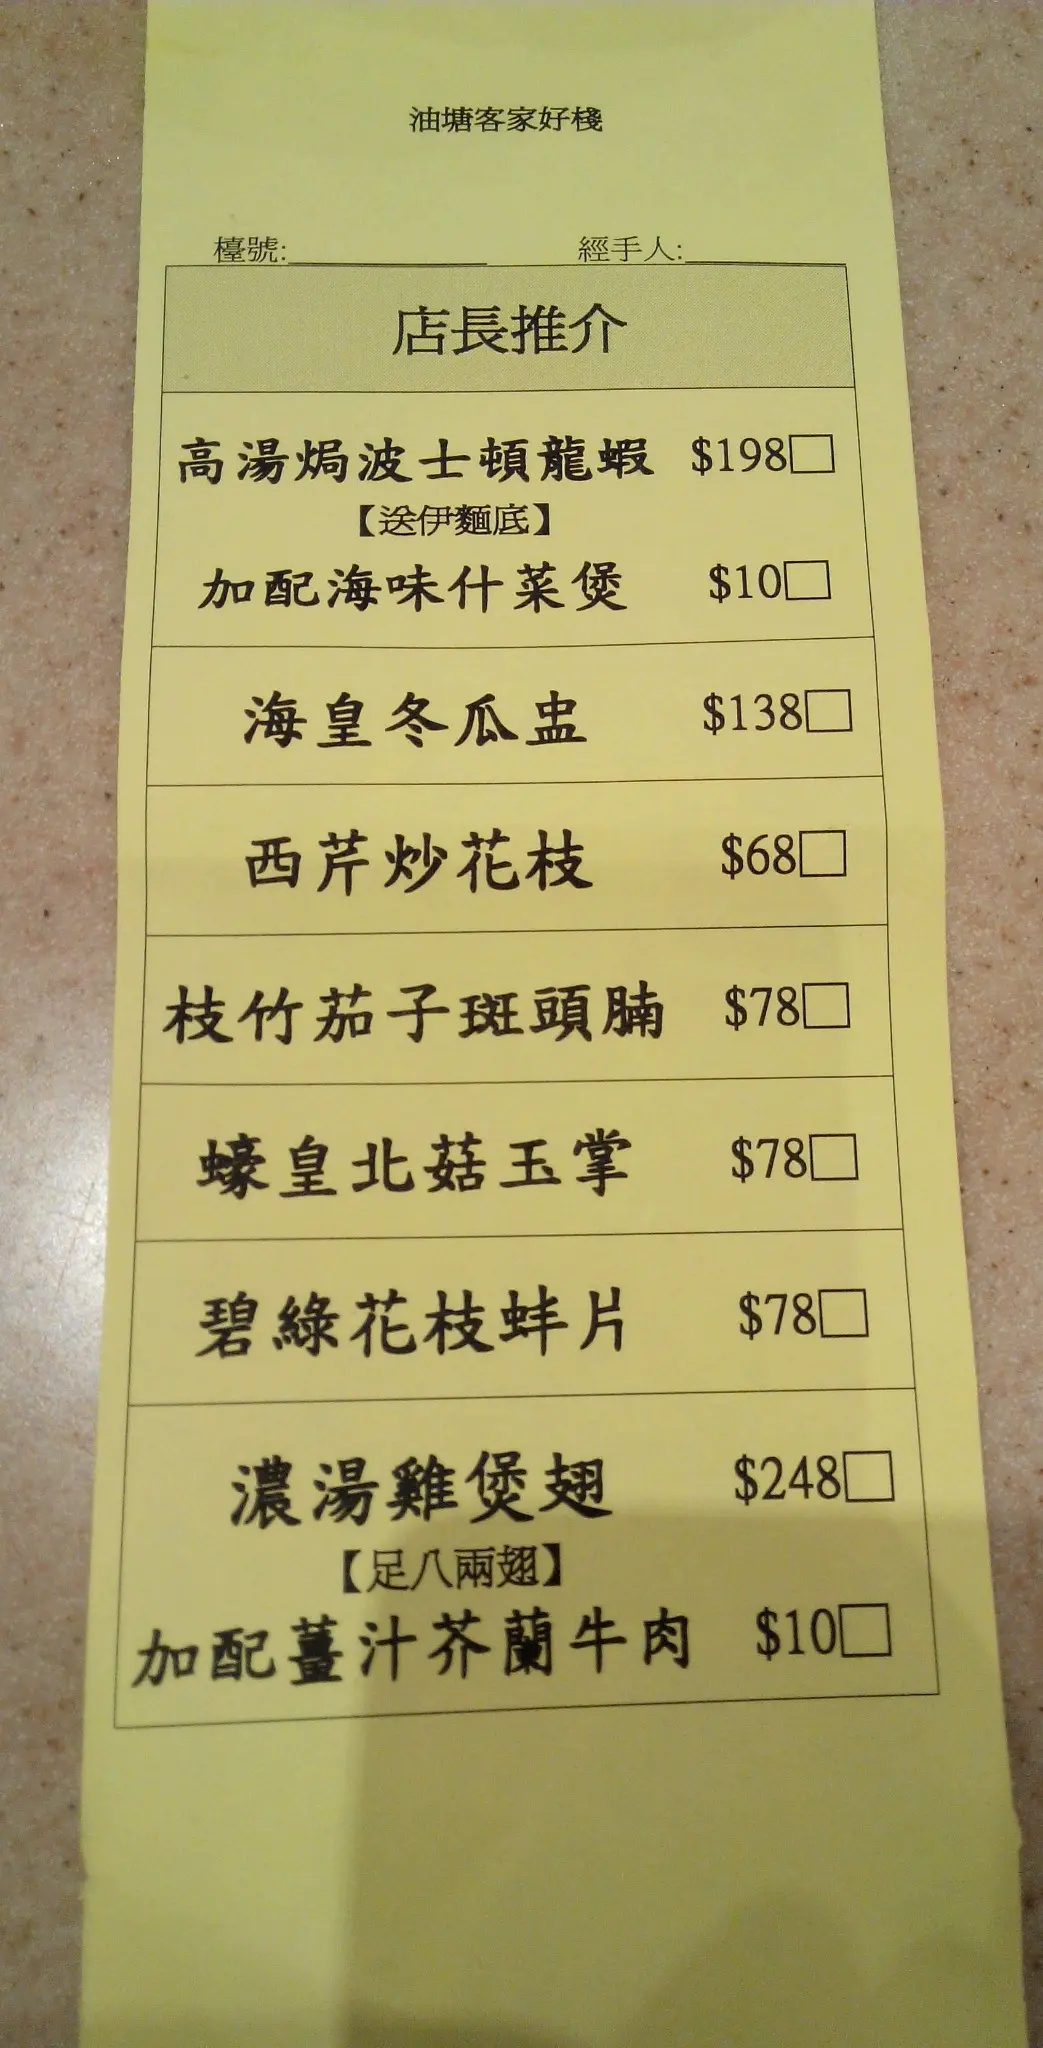 油塘客家好棧
檯號:__________ 經手人:__________
店長推介
高湯焗波士頓龍蝦 $198□
【送伊麵底】
加配海味什菜煲 $10□
海皇冬瓜盅 $138□
西芹炒花枝 $68□
枝竹茄子斑頭腩 $78□
蠔皇北菇玉掌 $78□
碧綠花枝蚌片 $78□
濃湯雞煲翅 $248□
【足八兩翅】
加配薑汁芥蘭牛肉 $10□